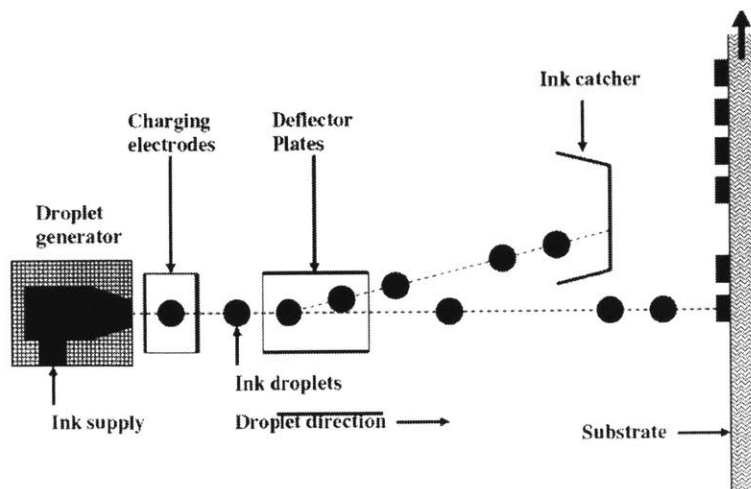 Ink catcher
Charging
electrodes
Deflector
Plates
Droplet
generator
Ink droplets
Ink supply
Droplet direction
Substrate